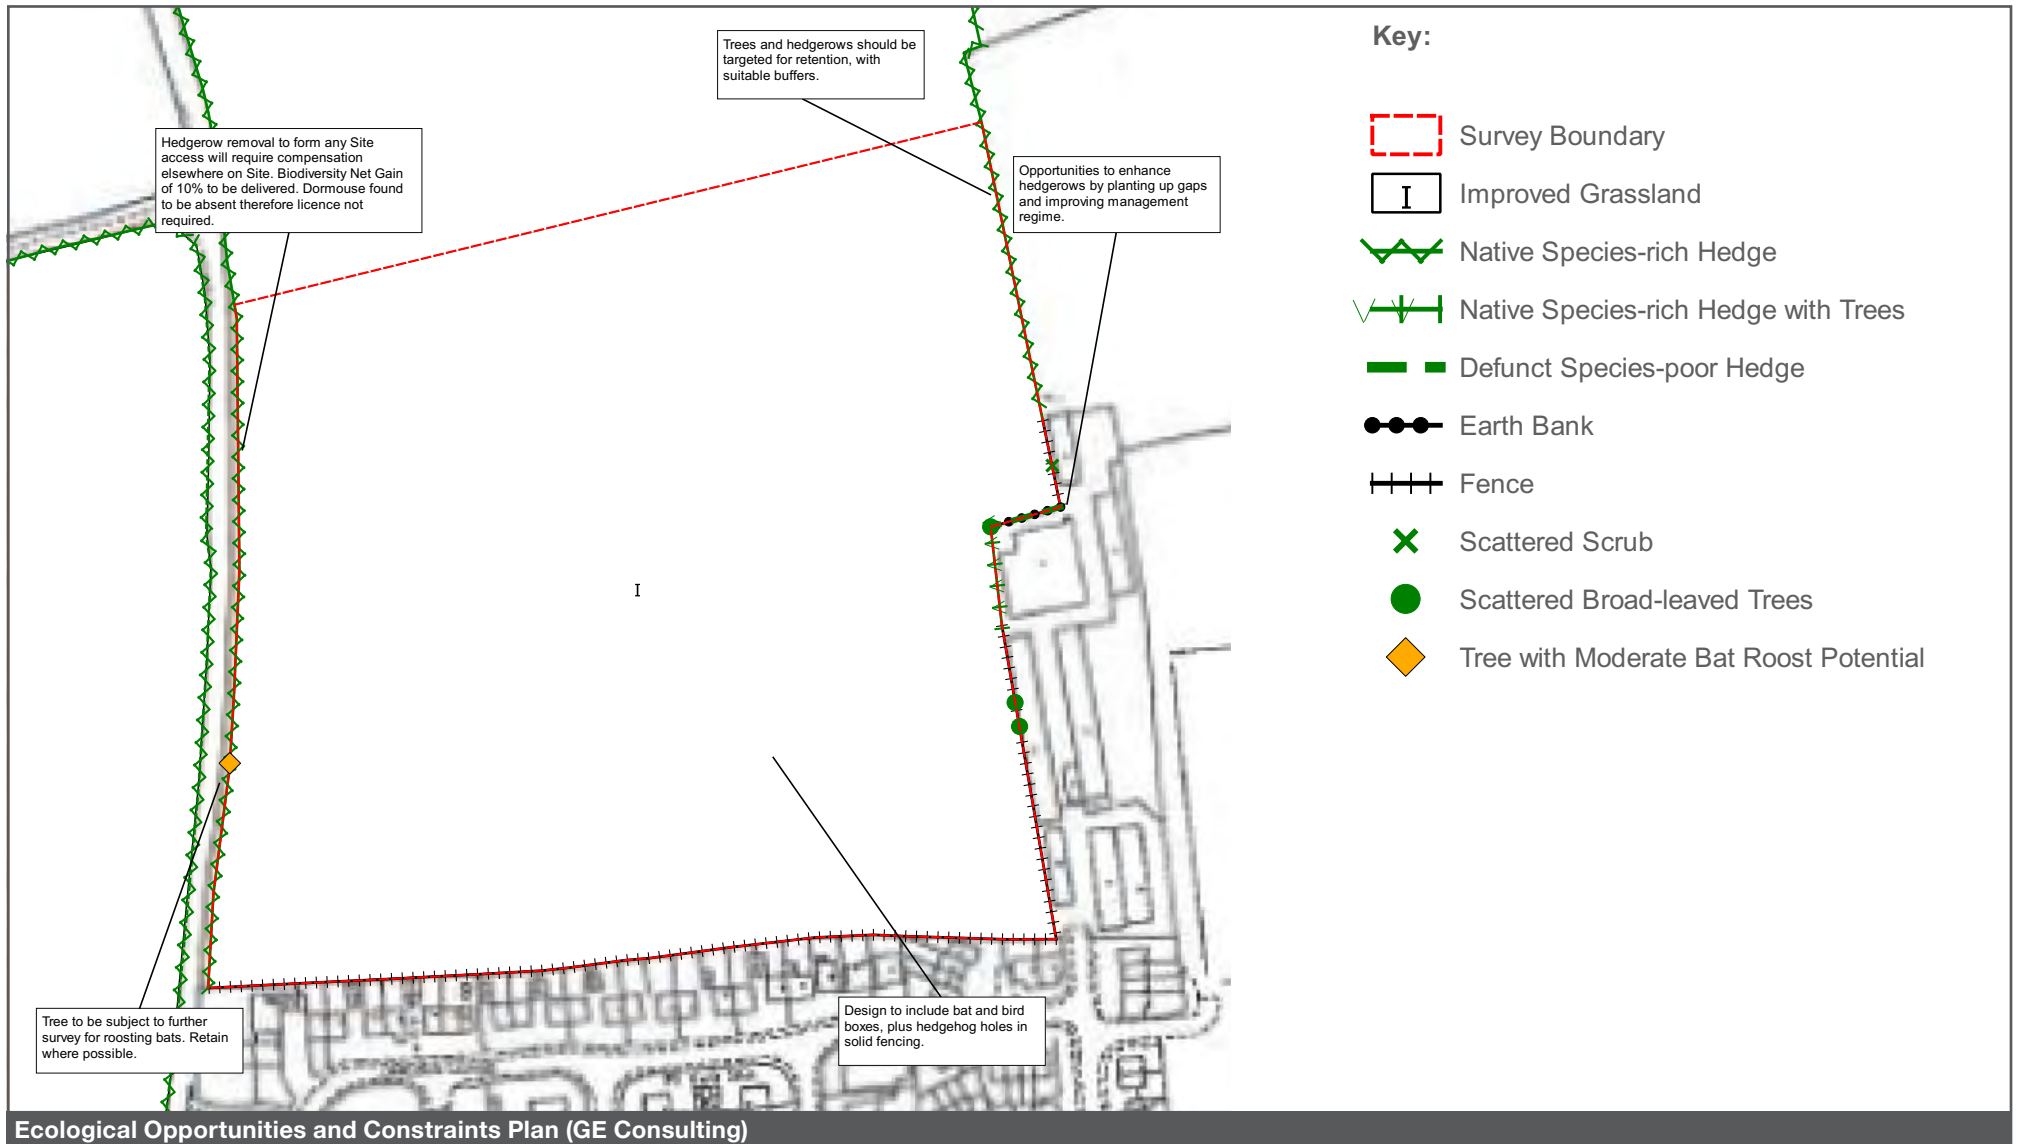 Trees and hedgerows should be
targeted for retention, with
suitable buffers.
Hedgerow removal to form any Site
access will require compensation
elsewhere on Site. Biodiversity Net Gain
of 10% to be delivered. Dormouse found
to be absent therefore licence not
required.
Opportunities to enhance
hedgerows by planting up gaps
and improving management
regime.
I
Tree to be subject to further
survey for roosting bats. Retain
where possible.
Design to include bat and bird
boxes, plus hedgehog holes in
solid fencing.
Key:
Survey Boundary
I Improved Grassland
Native Species-rich Hedge
Native Species-rich Hedge with Trees
Defunct Species-poor Hedge
Earth Bank
Fence
Scattered Scrub
Scattered Broad-leaved Trees
Tree with Moderate Bat Roost Potential
Ecological Opportunities and Constraints Plan (GE Consulting)